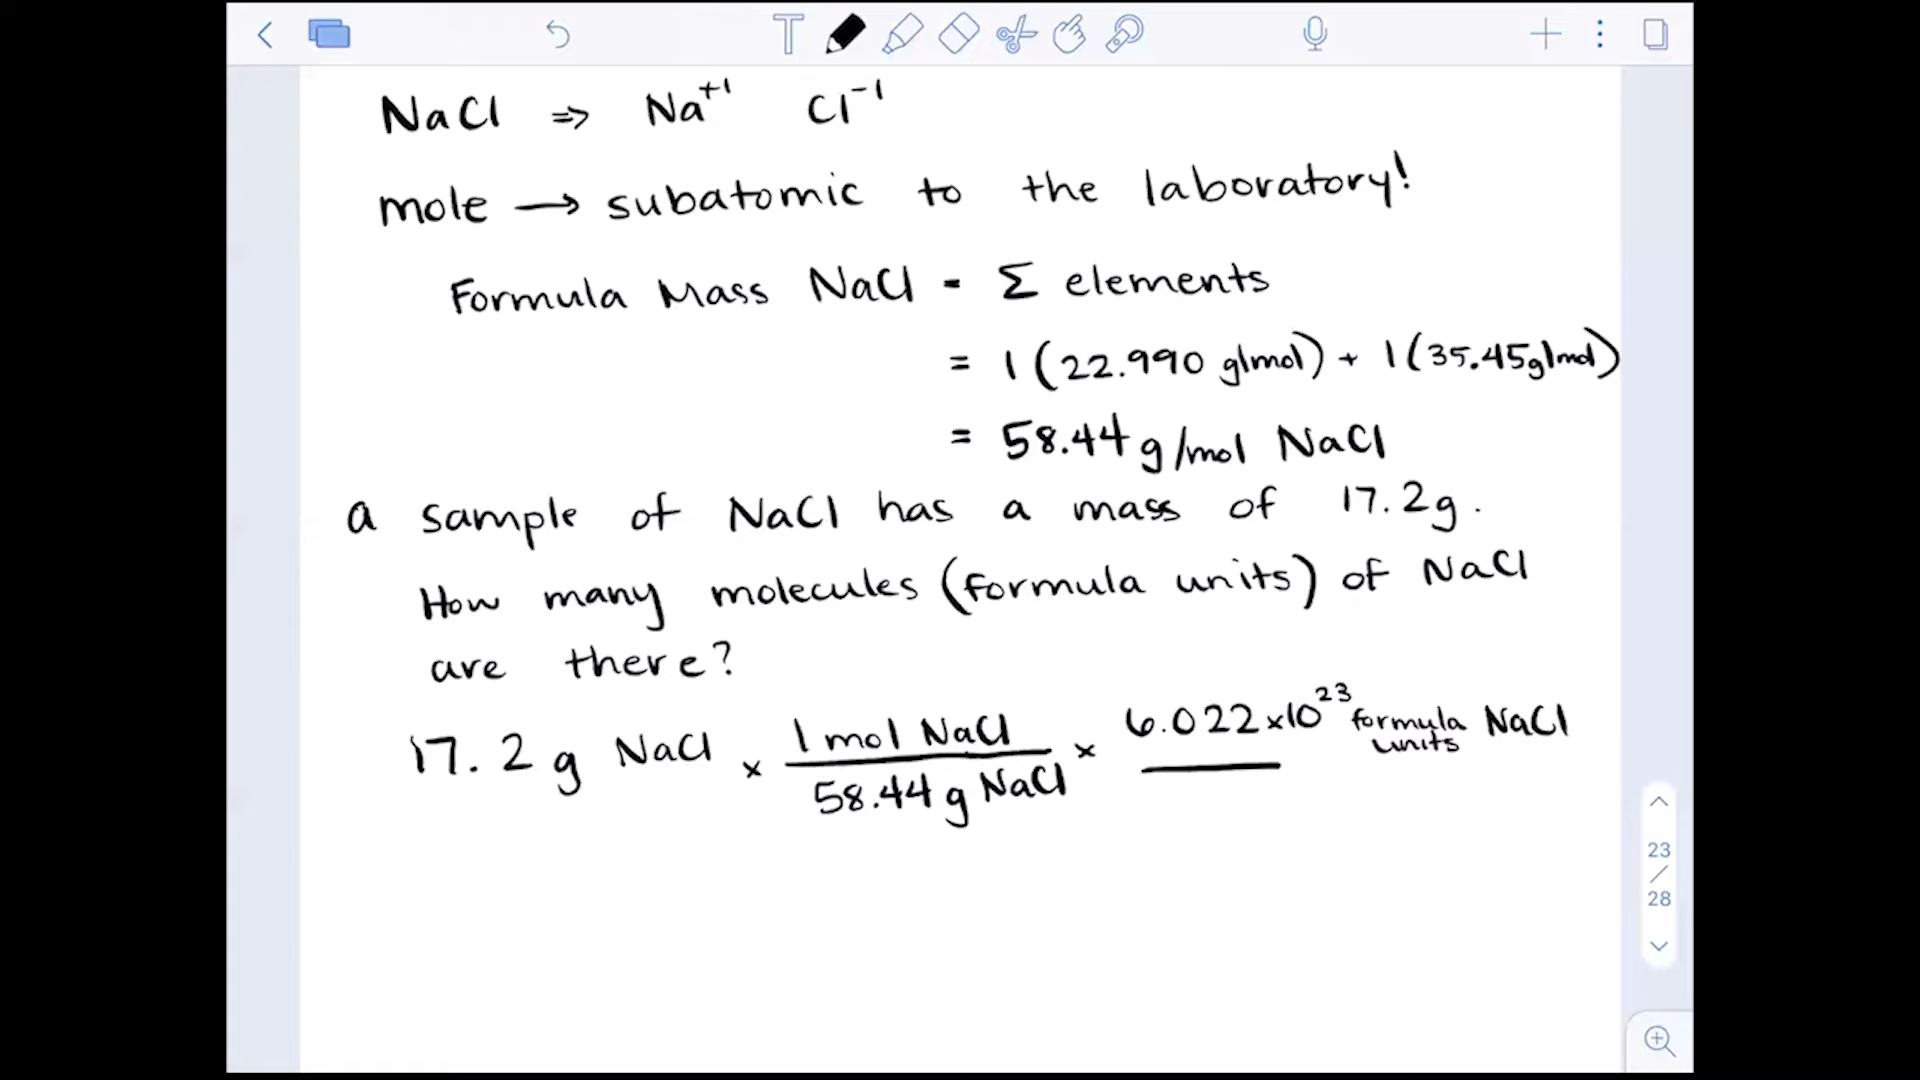 T
NaCl ⇒ Na⁺¹ Cl⁻¹
mole → subatomic to the laboratory!
Formula Mass NaCl = Σ elements
= 1 (22.990 g/mol) + 1 (35.45 g/mol)
= 58.44 g/mol NaCl
a sample of NaCl has a mass of 17.2g.
How many molecules (formula units) of NaCl
are there?
17.2 g NaCl × 1 mol NaCl / 58.44 g NaCl × 6.022×10²³ formula units NaCl
23
/
28